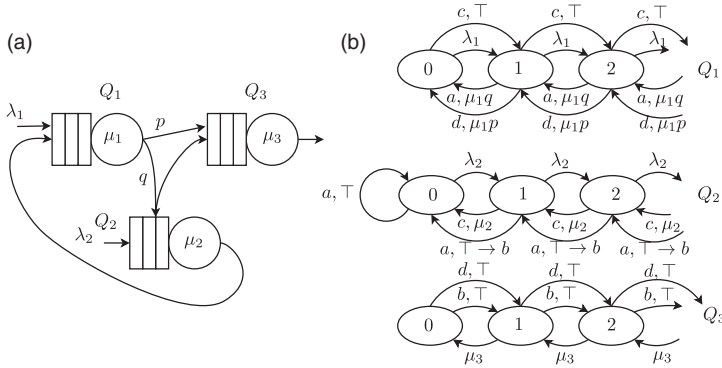 (a)
Q1 Q3
λ1 μ1 p μ3
q
Q2
λ2 μ2
(b)
c, ⊤ c, ⊤ c, ⊤
λ1 λ1 λ1
0 1 2 Q1
a, μ1q a, μ1q a, μ1q
d, μ1p d, μ1p d, μ1p
λ2 λ2 λ2
a, ⊤ 0 1 2 Q2
c, μ2 c, μ2 c, μ2
a, ⊤ → b a, ⊤ → b a, ⊤ → b
d, ⊤ d, ⊤ d, ⊤
b, ⊤ b, ⊤ b, ⊤
0 1 2 Q3
μ3 μ3 μ3